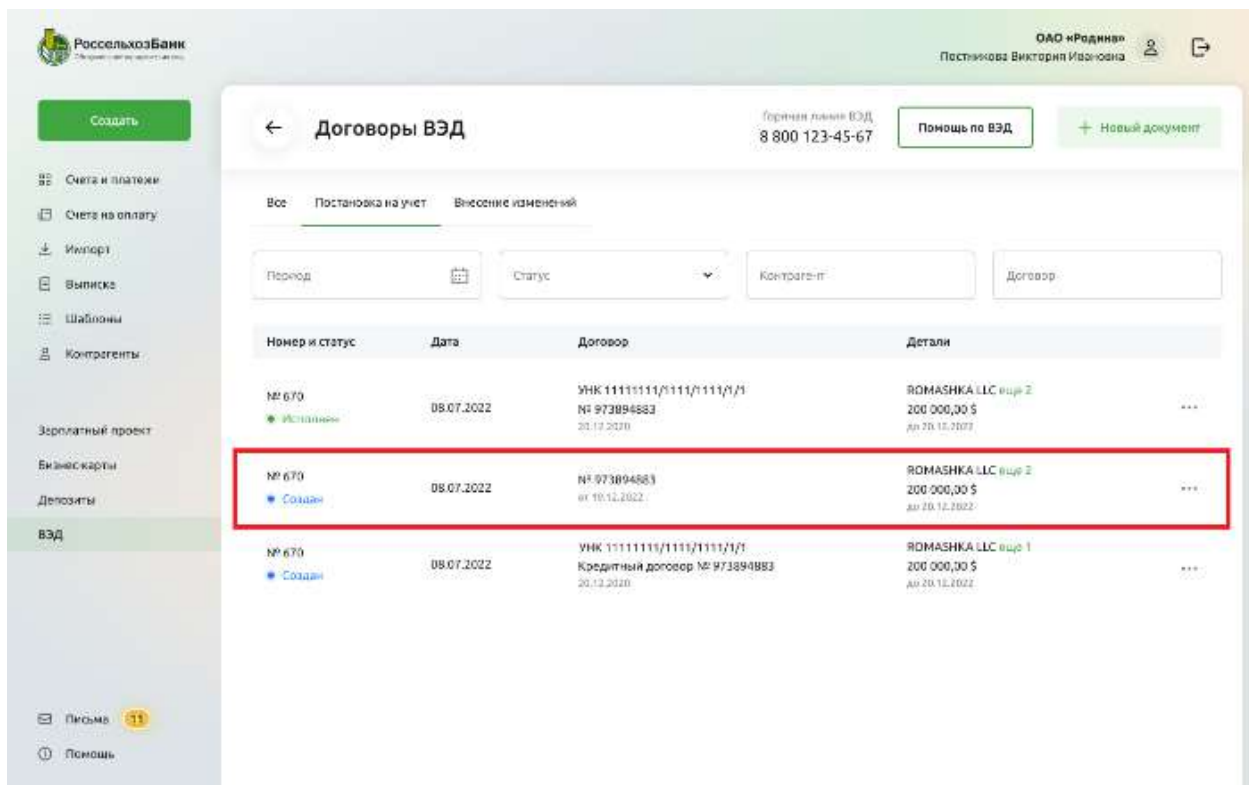 РоссельхозБанк
ОАО «Родина»
Постникова Виктория Ивановна
Создать
Счета и платежи
Счета на оплату
Импорт
Выписка
Шаблоны
Контрагенты
Зарплатный проект
Бизнес-карты
Депозиты
ВЭД
Письма 11
Помощь
Договоры ВЭД
Горячая линия ВЭД
8 800 123-45-67
Помощь по ВЭД
+ Новый документ
Все Постановка на учет Внесение изменений
Период Статус Контрагент Договор
Номер и статус Дата Договор Детали
№ 670
Исполнен
08.07.2022
УНК 11111111/1111/1111/1/1
№ 973894883
20.12.2020
ROMASHKA LLC еще 2
200 000,00 $
до 20.12.2022
№ 670
Создан
08.07.2022
№ 973894883
от 19.12.2022
ROMASHKA LLC еще 2
200 000,00 $
до 20.12.2022
№ 670
Создан
08.07.2022
УНК 11111111/1111/1111/1/1
Кредитный договор № 973894883
20.12.2020
ROMASHKA LLC еще 1
200 000,00 $
до 20.12.2022